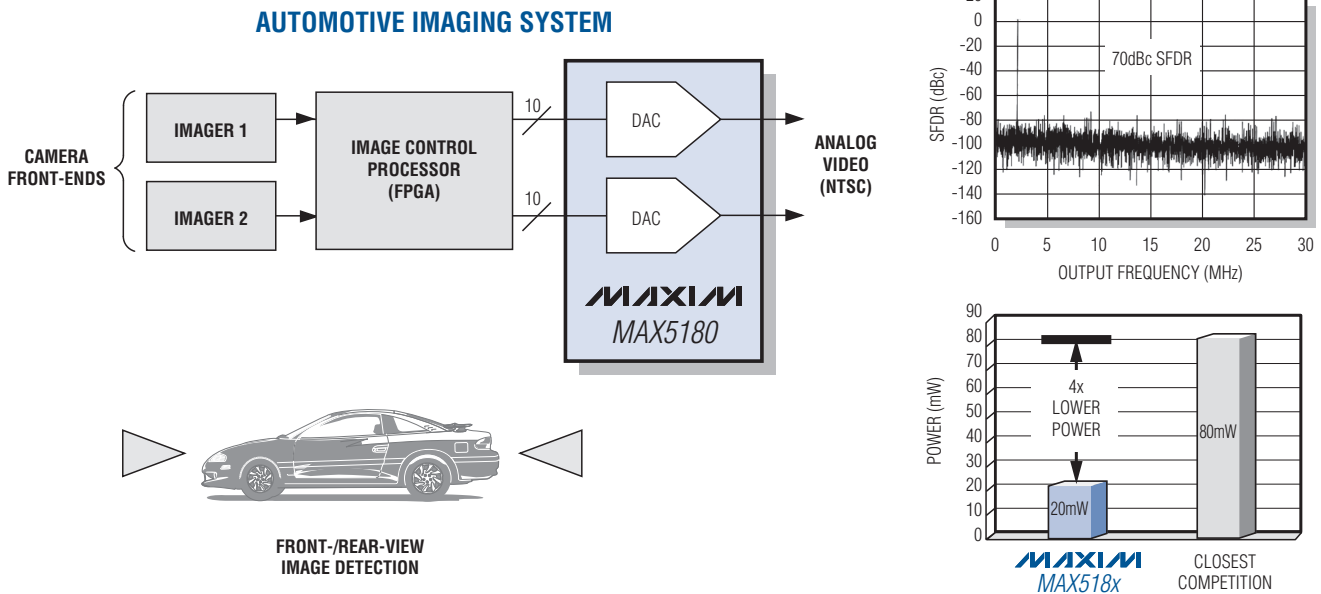 AUTOMOTIVE IMAGING SYSTEM
CAMERA
FRONT-ENDS
IMAGER 1
IMAGER 2
IMAGE CONTROL
PROCESSOR
(FPGA)
10
10
DAC
DAC
MAXIM
MAX5180
ANALOG
VIDEO
(NTSC)
FRONT-/REAR-VIEW
IMAGE DETECTION
SFDR (dBc)
0
-20
-40
-60
-80
-100
-120
-140
-160
70dBc SFDR
0 5 10 15 20 25 30
OUTPUT FREQUENCY (MHz)
POWER (mW)
90
80
70
60
50
40
30
20
10
0
4x
LOWER
POWER
20mW
80mW
MAXIM
MAX518x
CLOSEST
COMPETITION